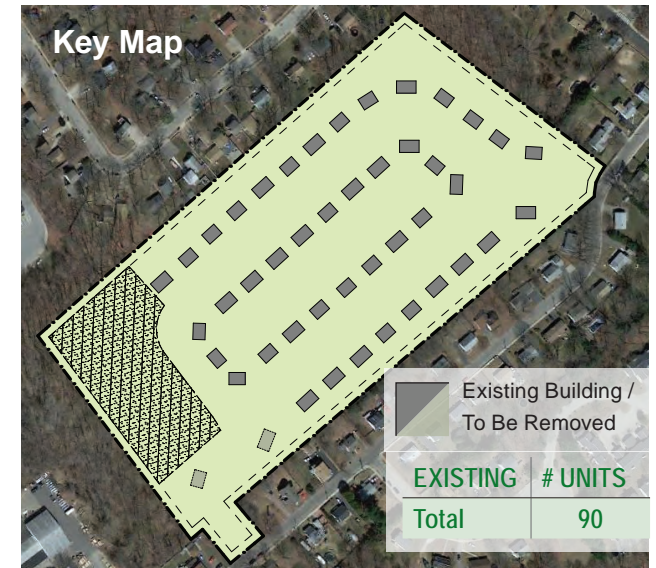 Key Map
Existing Building /
To Be Removed
EXISTING # UNITS
Total 90